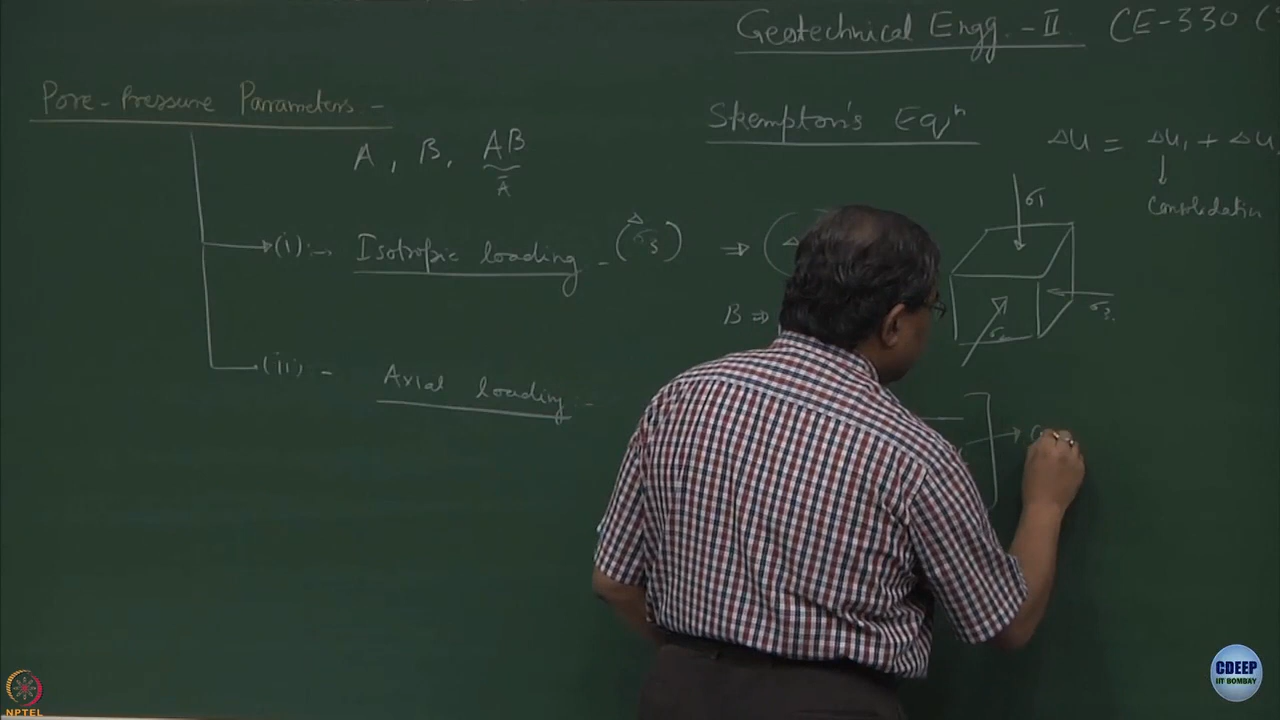 Geotechnical Engg. - II CE-330
Pore-Pressure Parameters -
Skempton's Eqⁿ
ΔU = ΔU₁ + ΔU
Consolidation
A, B, AB
Ā
σ1
(i) :- Isotropic loading - (Δσ3) ⇒ (Δ
σ3
B ⇒
(ii) - Axial loading -
NPTEL
CDEEP
IIT BOMBAY